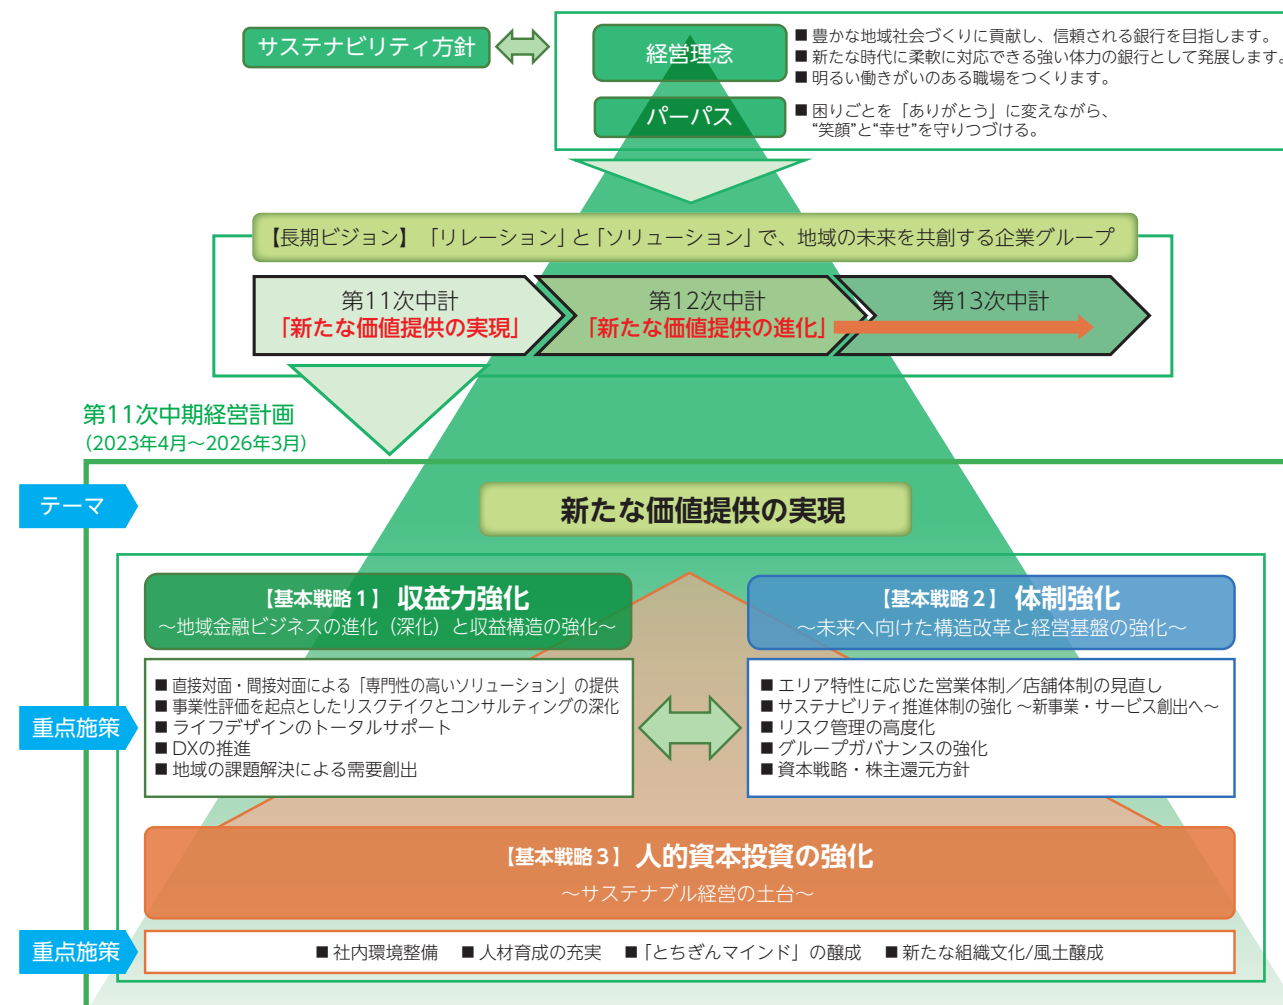 サステナビリティ方針
経営理念
■ 豊かな地域社会づくりに貢献し、信頼される銀行を目指します。
■ 新たな時代に柔軟に対応できる強い体力の銀行として発展します。
■ 明るい働きがいのある職場をつくります。
パーパス
■ 困りごとを「ありがとう」に変えながら、
“笑顔”と“幸せ”を守りつづける。
【長期ビジョン】「リレーション」と「ソリューション」で、地域の未来を共創する企業グループ
第11次中計
「新たな価値提供の実現」
第12次中計
「新たな価値提供の進化」
第13次中計
第11次中期経営計画
（2023年4月～2026年3月）
テーマ
新たな価値提供の実現
【基本戦略１】収益力強化
～地域金融ビジネスの進化（深化）と収益構造の強化～
【基本戦略２】体制強化
～未来へ向けた構造改革と経営基盤の強化～
重点施策
■ 直接対面・間接対面による「専門性の高いソリューション」の提供
■ 事業性評価を起点としたリスクテイクとコンサルティングの深化
■ ライフデザインのトータルサポート
■ DXの推進
■ 地域の課題解決による需要創出
■ エリア特性に応じた営業体制／店舗体制の見直し
■ サステナビリティ推進体制の強化 ～新事業・サービス創出へ～
■ リスク管理の高度化
■ グループガバナンスの強化
■ 資本戦略・株主還元方針
【基本戦略３】人的資本投資の強化
～サステナブル経営の土台～
重点施策
■ 社内環境整備 ■ 人材育成の充実 ■「とちぎんマインド」の醸成 ■ 新たな組織文化/風土醸成